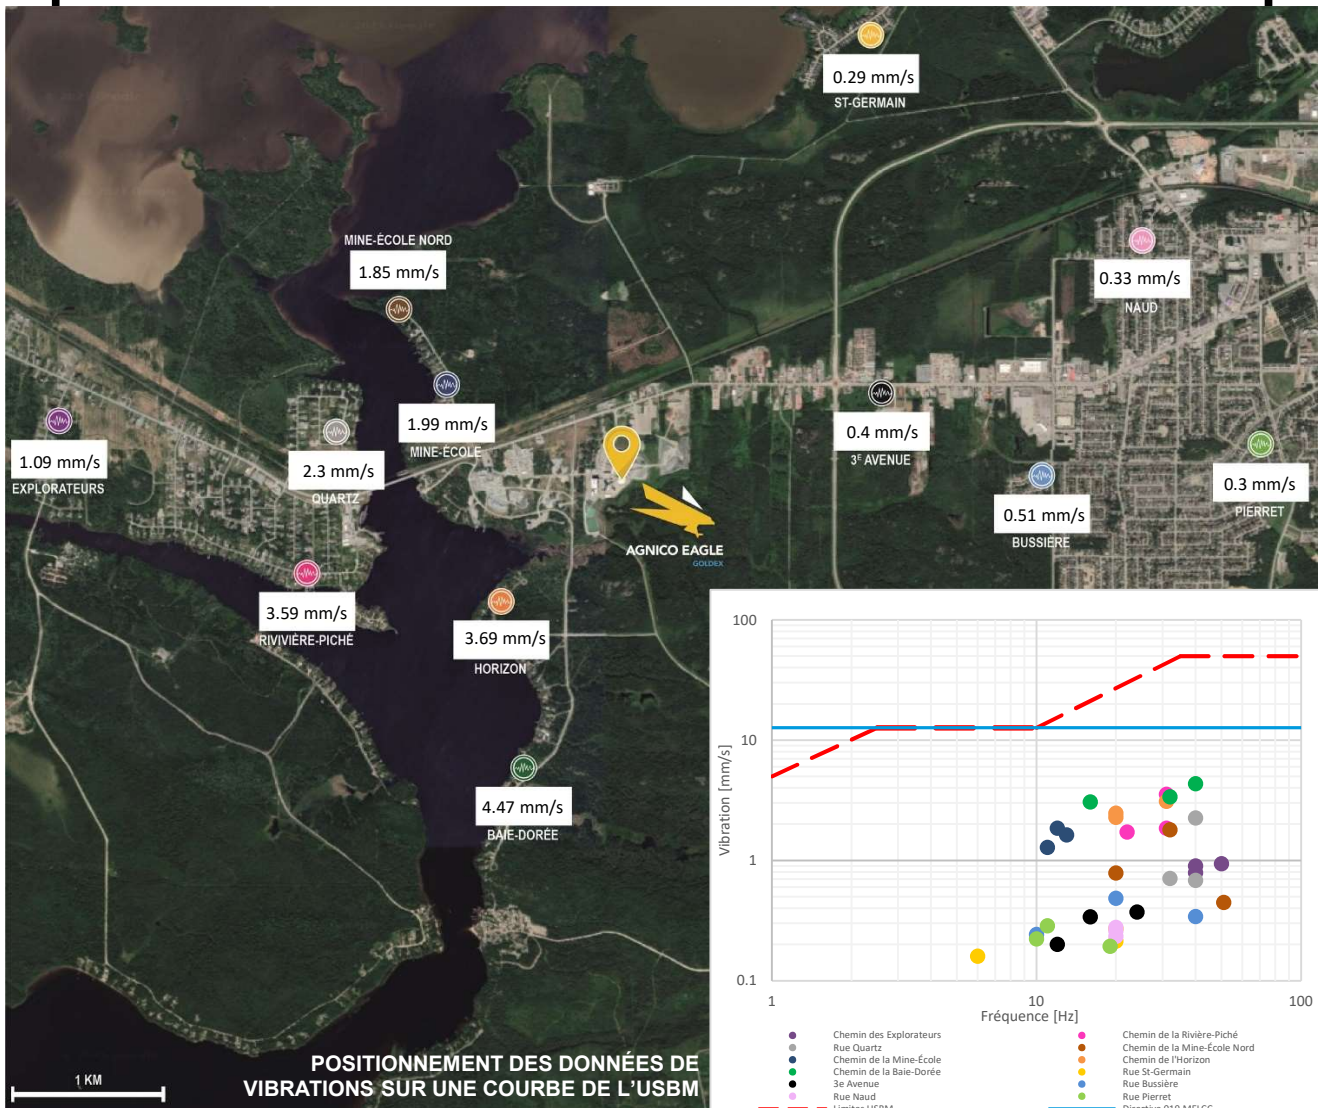 0.29 mm/s
ST-GERMAIN
MINE-ÉCOLE NORD
1.85 mm/s
0.33 mm/s
NAUD
1.99 mm/s
MINE-ÉCOLE
1.09 mm/s
EXPLORATEURS
2.3 mm/s
QUARTZ
0.4 mm/s
3E AVENUE
0.3 mm/s
PIERRET
0.51 mm/s
BUSSIÈRE
AGNICO EAGLE
GOLDEX
3.59 mm/s
RIVIVIÈRE-PICHÉ
3.69 mm/s
HORIZON
4.47 mm/s
BAIE-DORÉE
1 KM
POSITIONNEMENT DES DONNÉES DE
VIBRATIONS SUR UNE COURBE DE L'USBM
100
10
1
0.1
Vibration [mm/s]
1
10
100
Fréquence [Hz]
Chemin des Explorateurs
Chemin de la Rivière-Piché
Rue Quartz
Chemin de la Mine-École Nord
Chemin de la Mine-École
Chemin de l'Horizon
Chemin de la Baie-Dorée
Rue St-Germain
3e Avenue
Rue Bussière
Rue Naud
Rue Pierret
Limites USBM
Directive 019 MELCC